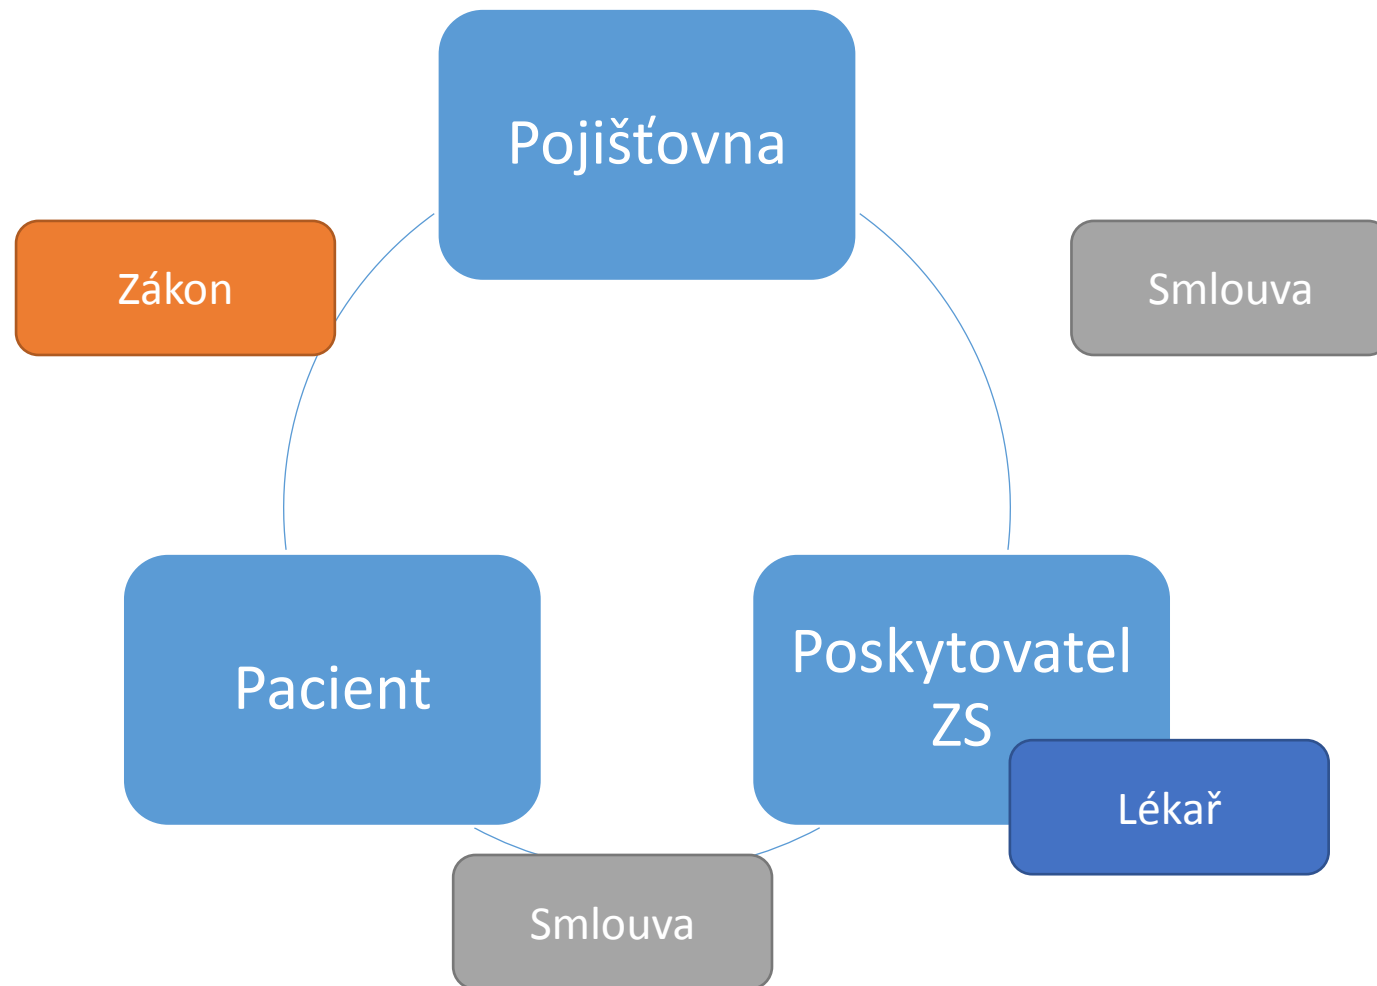 Pojišťovna
Zákon
Smlouva
Pacient
Poskytovatel
ZS
Lékař
Smlouva